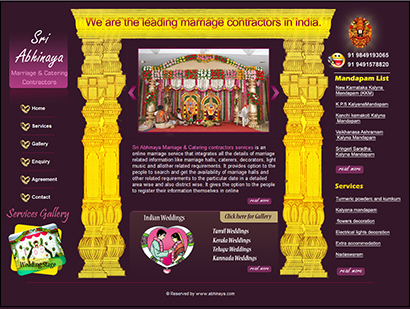 We are the leading marriage contractors in india.
Sri
Abhinaya
Marriage & Catering
Contractors
Home
Services
Gallery
Enquiry
Agreement
Contact
Services Gallery
Wedding Stage
Sri Abhinaya Marriage & Catering contractors services is an
online marriage service that integrates all the details of marriage
related information like marriage halls, caterers, decorators, light
music and allother related requirements. It provides option to the
people to search and get the availability of marriage halls and
other related requirements to the particular date in a detailed
area wise and also district wise. It gives the option to the people
to register their information themselves in online
read more
Indian Weddings
Click here for Gallery
Tamil Weddings
Kerala Weddings
Telugu Weddings
Kannada Weddings
read more
91 9849193065
91 9491578820
Mandapam List
New Karnataka Kalyna
Mandapam (KKM)
K.P.S KalyanaMandapam
Kanchi kamakoti Kalyna
Mandapam
Vaikhanasa Ashramam
Kalyana Mandapam
Sringeri Saradha
Kalyana Mandapam
read more
Services
Turmeric powderd and kumkum
Kalyana mandapam
flowers decoration
Electrical lights decoration
Extra accommodation
Nadaswaram
read more
© Reserved by www.abhinaya.com